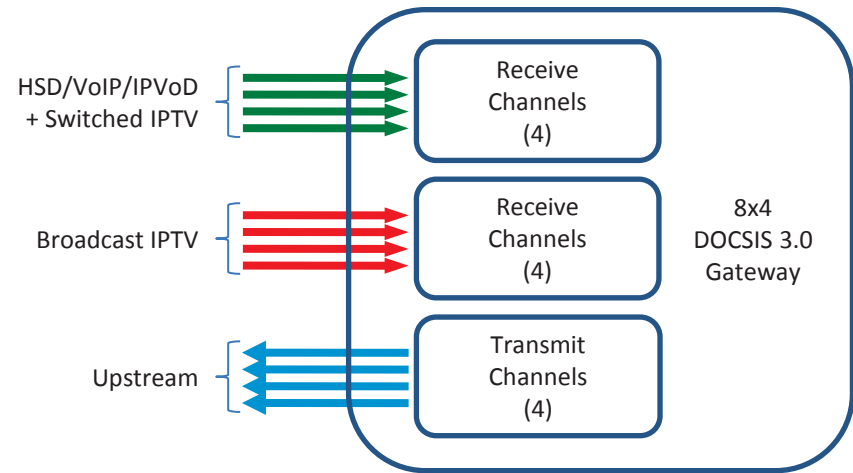 HSD/VoIP/IPVoD
+ Switched IPTV
Receive
Channels
(4)
Broadcast IPTV
Receive
Channels
(4)
8x4
DOCSIS 3.0
Gateway
Upstream
Transmit
Channels
(4)